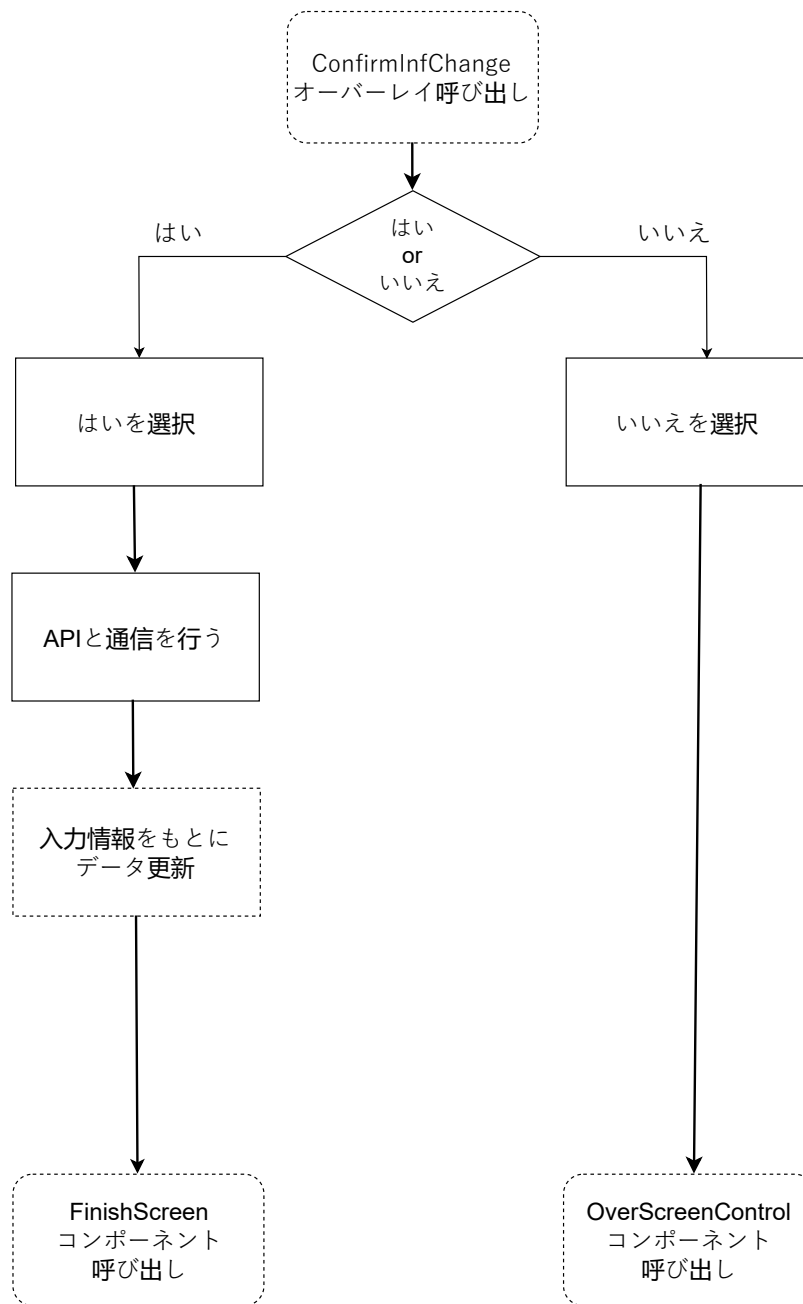 ConfirmInfChange
オーバーレイ呼び出し
はい
はい
or
いいえ
いいえ
はいを選択
いいえを選択
APIと通信を行う
入力情報をもとに
データ更新
FinishScreen
コンポーネント
呼び出し
OverScreenControl
コンポーネント
呼び出し